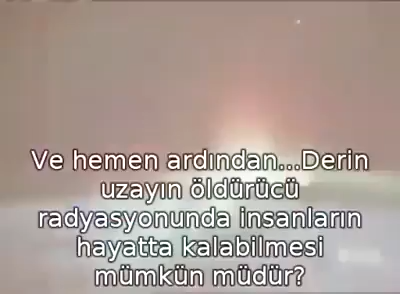 Ve hemen ardından...Derin
uzayın öldürücü
radyasyonunda insanların
hayatta kalabilmesi
mümkün müdür?